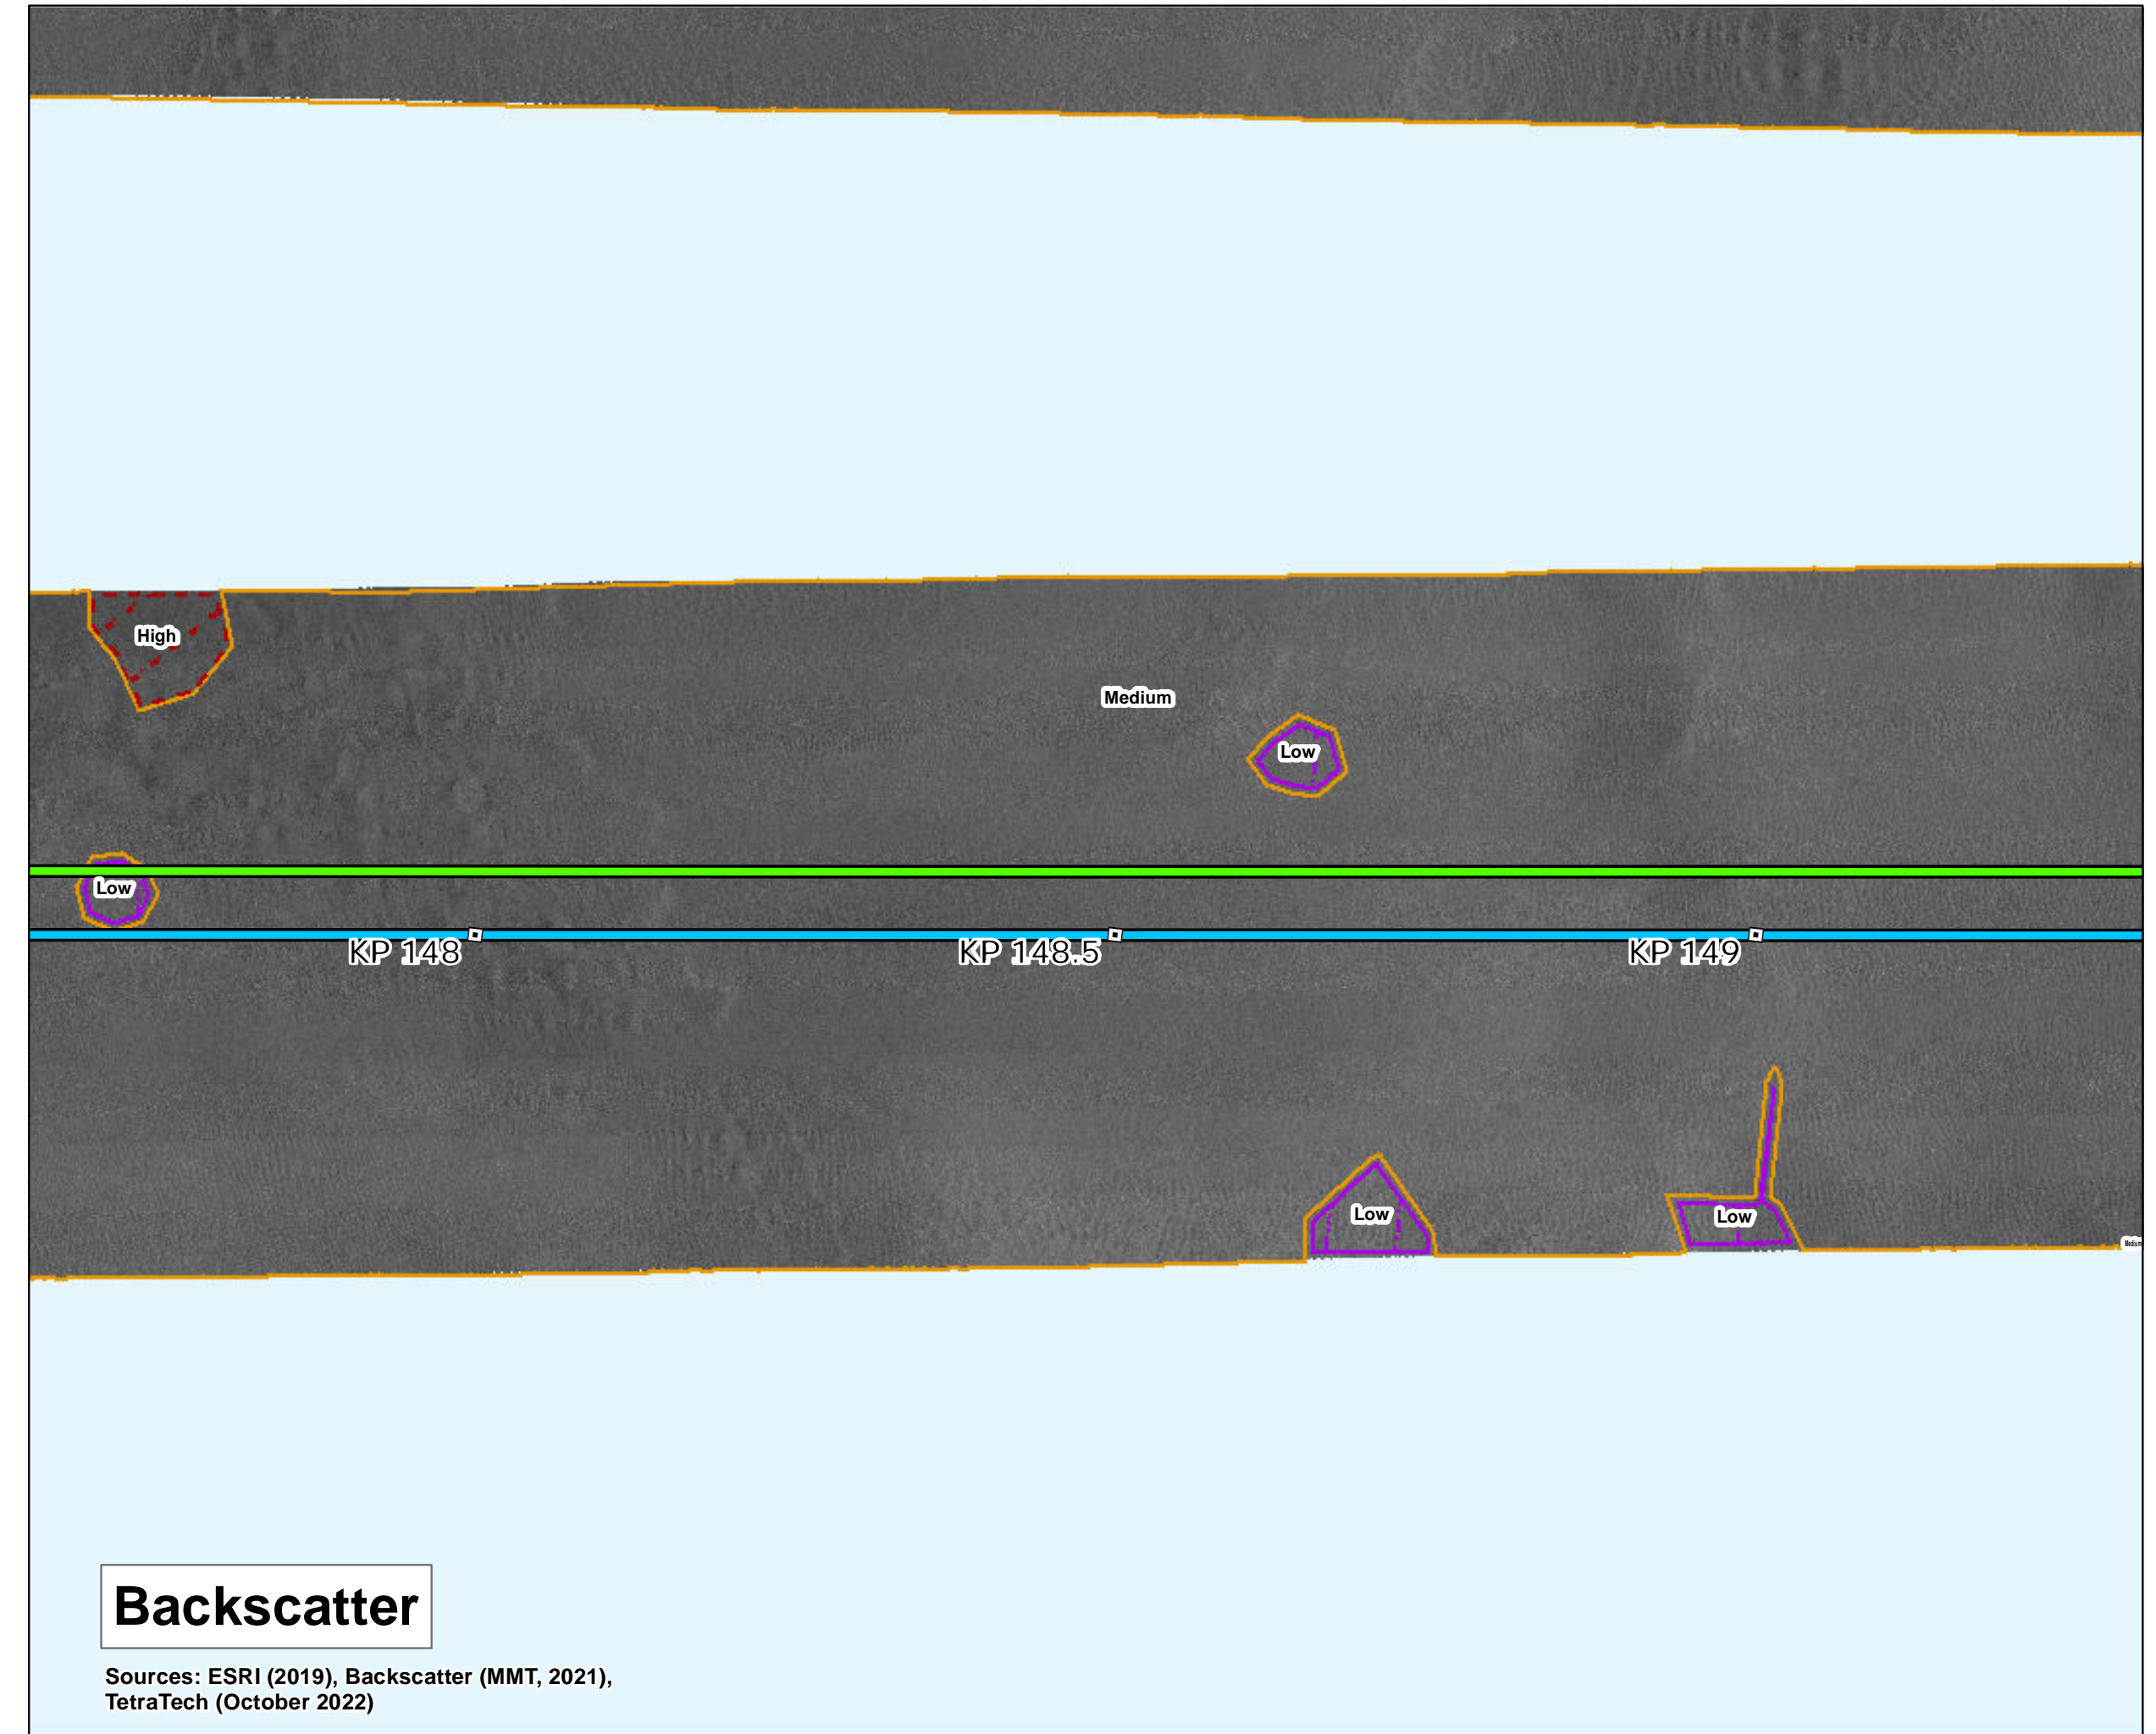 High
Medium
Low
Low
KP 148
KP 148.5
KP 149
Low
Low
Medium
Backscatter
Sources: ESRI (2019), Backscatter (MMT, 2021),
TetraTech (October 2022)